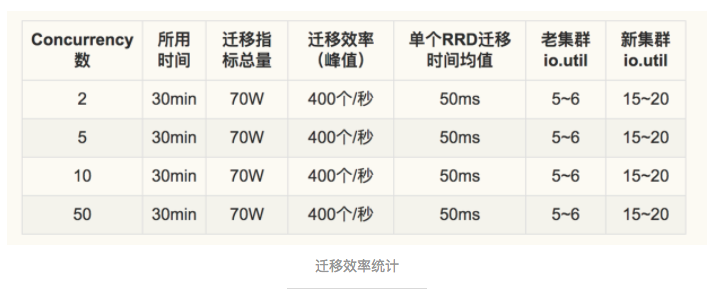 Concurrency数 所用时间 迁移指标总量 迁移效率（峰值） 单个RRD迁移时间均值 老集群io.util 新集群io.util
2 30min 70W 400个/秒 50ms 5~6 15~20
5 30min 70W 400个/秒 50ms 5~6 15~20
10 30min 70W 400个/秒 50ms 5~6 15~20
50 30min 70W 400个/秒 50ms 5~6 15~20
迁移效率统计